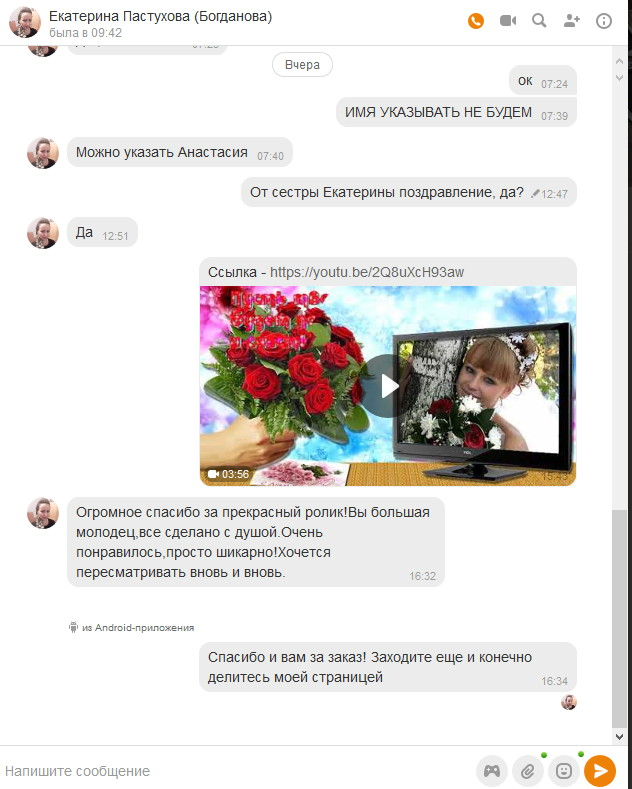 Екатерина Пастухова (Богданова)
была в 09:42
Вчера
ок 07:24
ИМЯ УКАЗЫВАТЬ НЕ БУДЕМ 07:39
Можно указать Анастасия 07:40
От сестры Екатерины поздравление, да? 12:47
Да 12:51
Ссылка - https://youtu.be/2Q8uXcH93aw
03:56
15:43
Огромное спасибо за прекрасный ролик!Вы большая
молодец,все сделано с душой.Очень
понравилось,просто шикарно!Хочется
пересматривать вновь и вновь. 16:32
из Android-приложения
Спасибо и вам за заказ! Заходите еще и конечно
делитесь моей страницей 16:34
Напишите сообщение